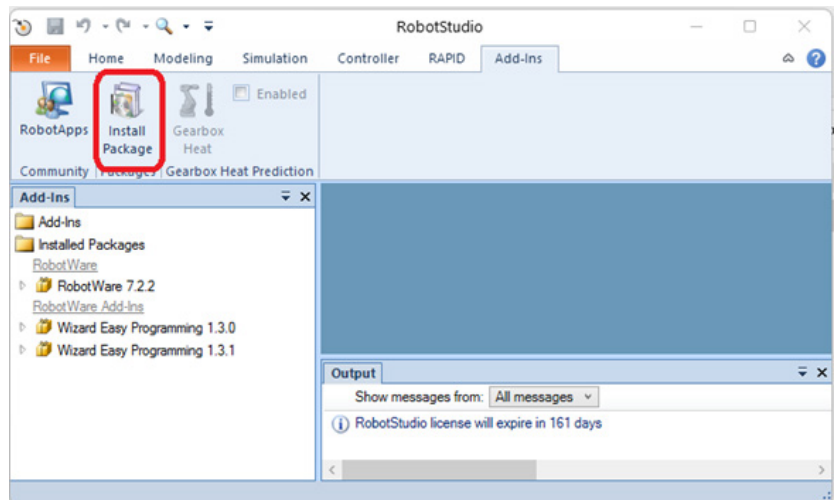 RobotStudio
File Home Modeling Simulation Controller RAPID Add-Ins
RobotApps
Install
Package
Gearbox
Heat
Enabled
Community Packages Gearbox Heat Prediction
Add-Ins
Add-Ins
Installed Packages
RobotWare
RobotWare 7.2.2
RobotWare Add-Ins
Wizard Easy Programming 1.3.0
Wizard Easy Programming 1.3.1
Output
Show messages from: All messages
RobotStudio license will expire in 161 days